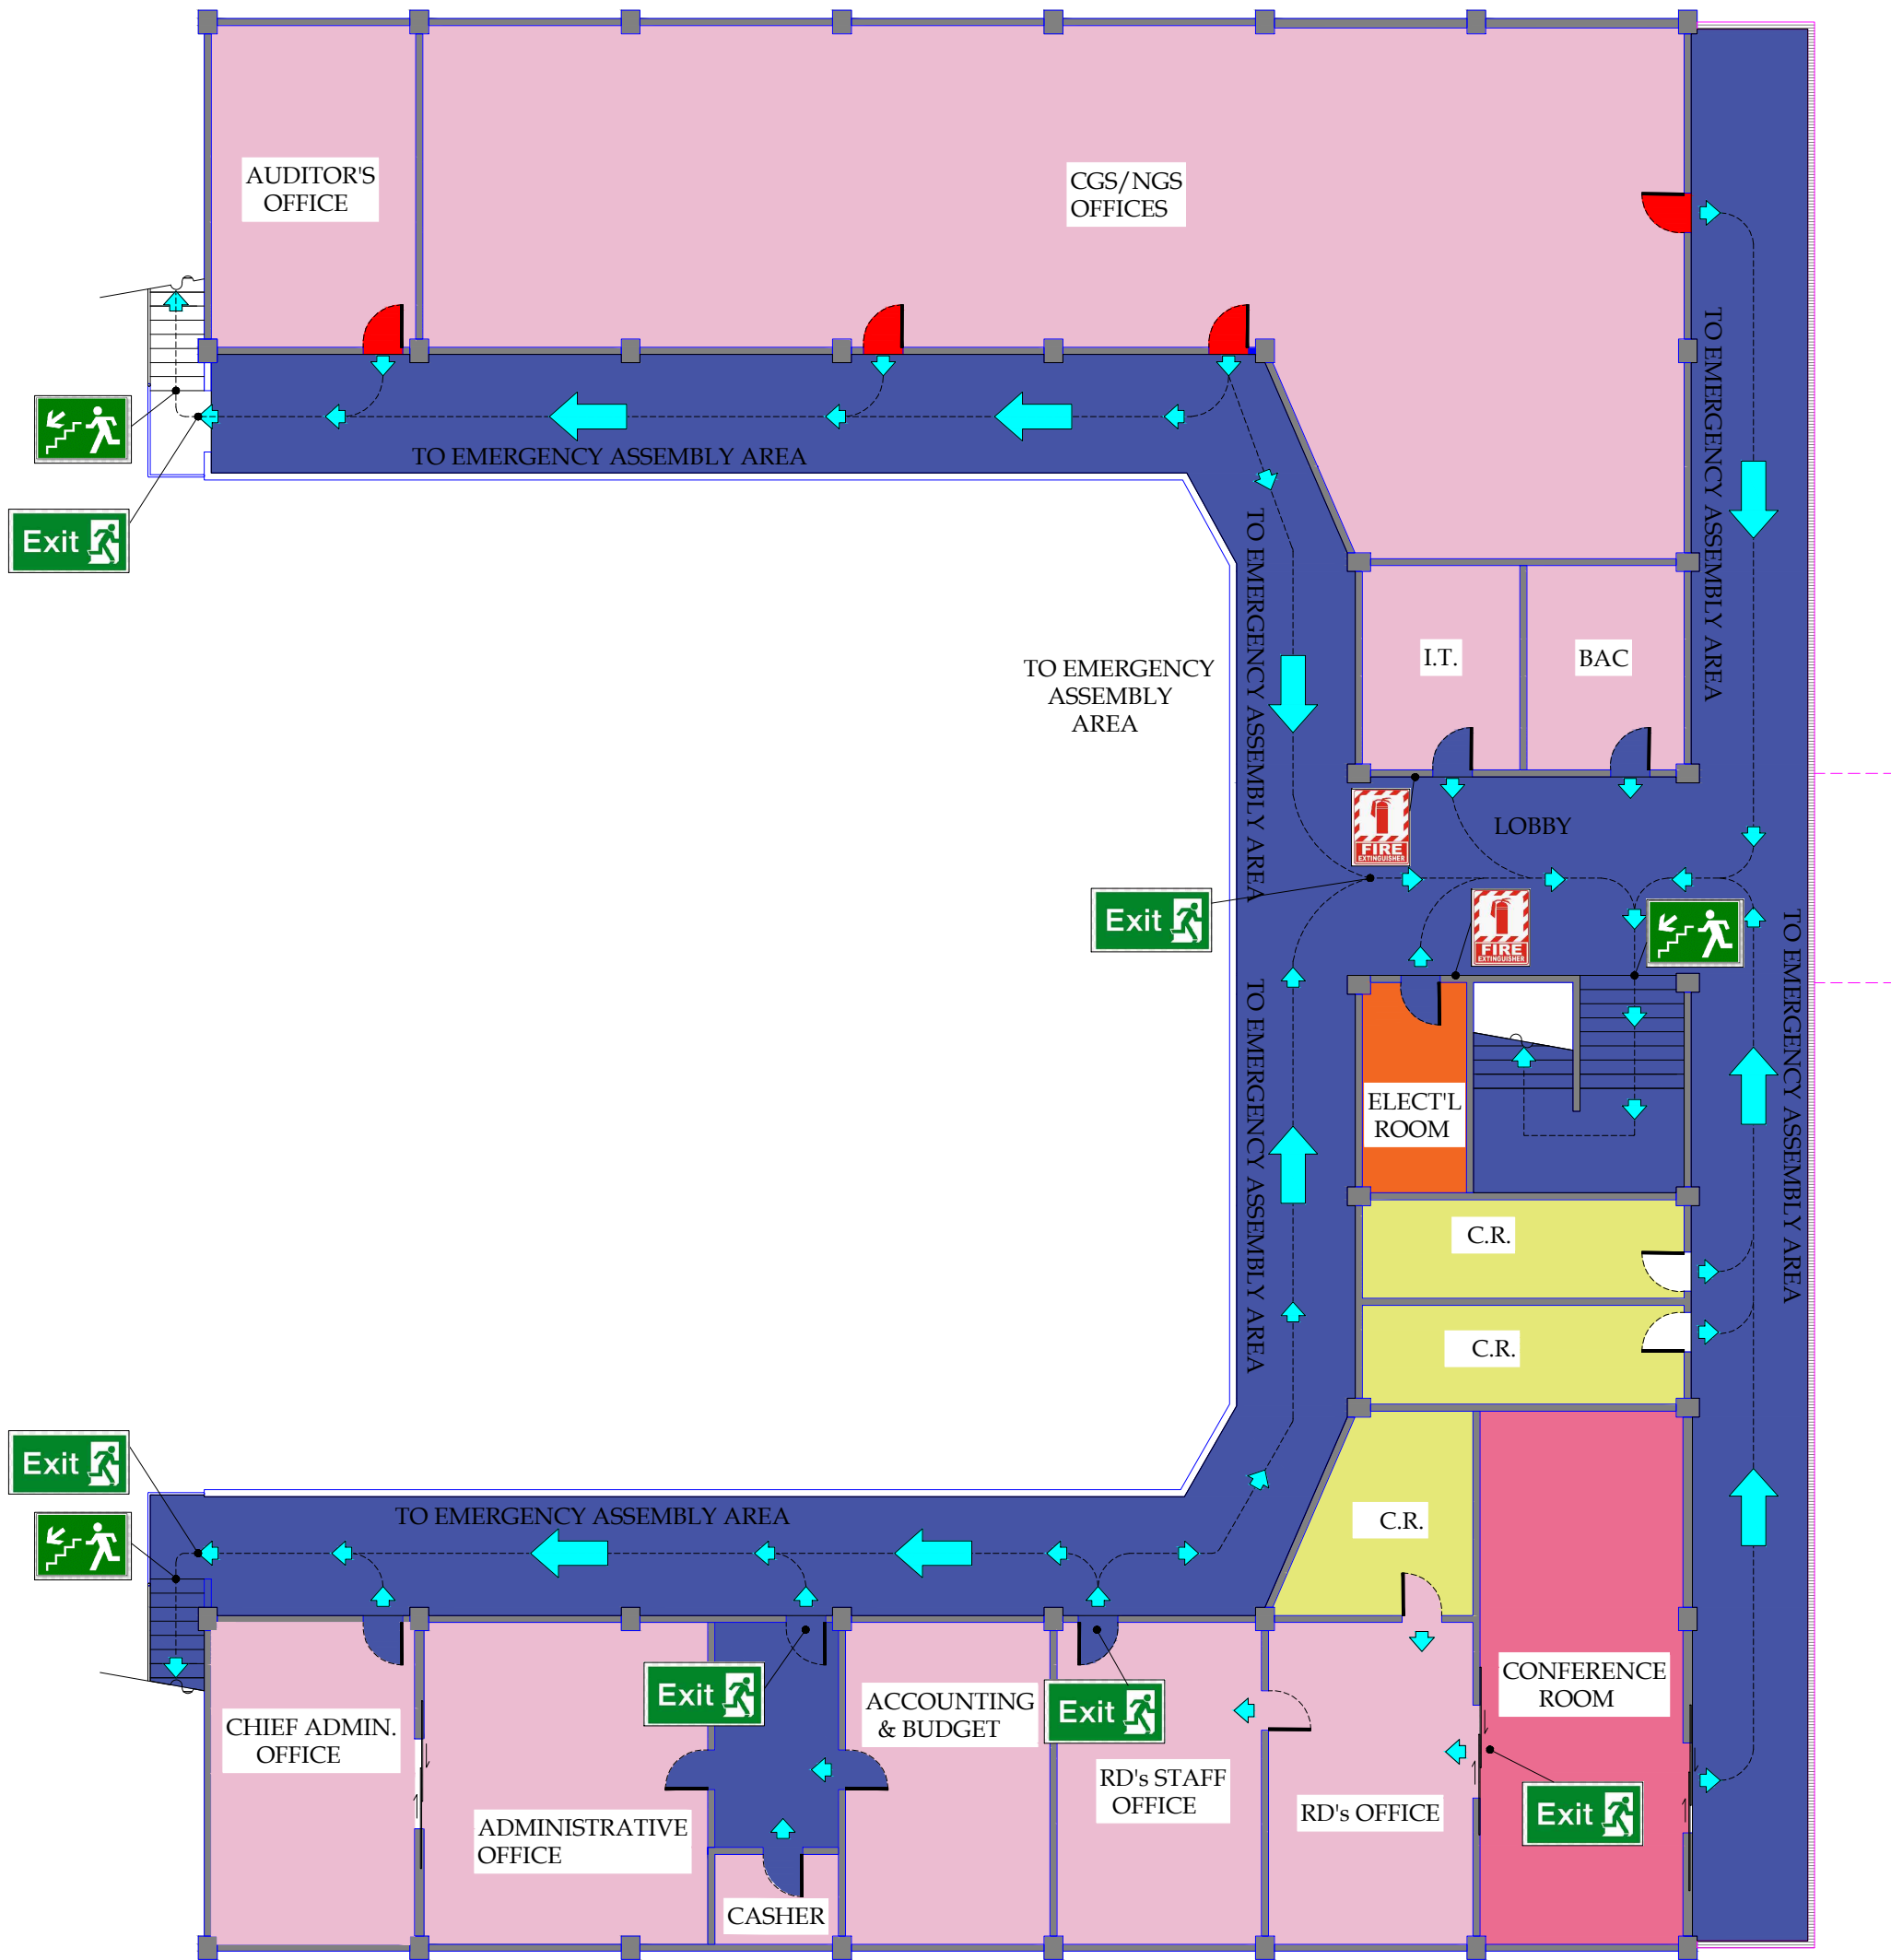 AUDITOR'S
OFFICE
CGS/NGS
OFFICES
TO EMERGENCY ASSEMBLY AREA
TO EMERGENCY ASSEMBLY AREA
Exit
TO EMERGENCY ASSEMBLY AREA
TO EMERGENCY
ASSEMBLY
AREA
I.T.
BAC
FIRE
EXTINGUISHER
LOBBY
Exit
FIRE
EXTINGUISHER
TO EMERGENCY ASSEMBLY AREA
TO EMERGENCY ASSEMBLY AREA
ELECT'L
ROOM
C.R.
C.R.
Exit
TO EMERGENCY ASSEMBLY AREA
C.R.
CHIEF ADMIN.
OFFICE
Exit
ACCOUNTING
& BUDGET
Exit
CONFERENCE
ROOM
ADMINISTRATIVE
OFFICE
RD's STAFF
OFFICE
RD's OFFICE
Exit
CASHER